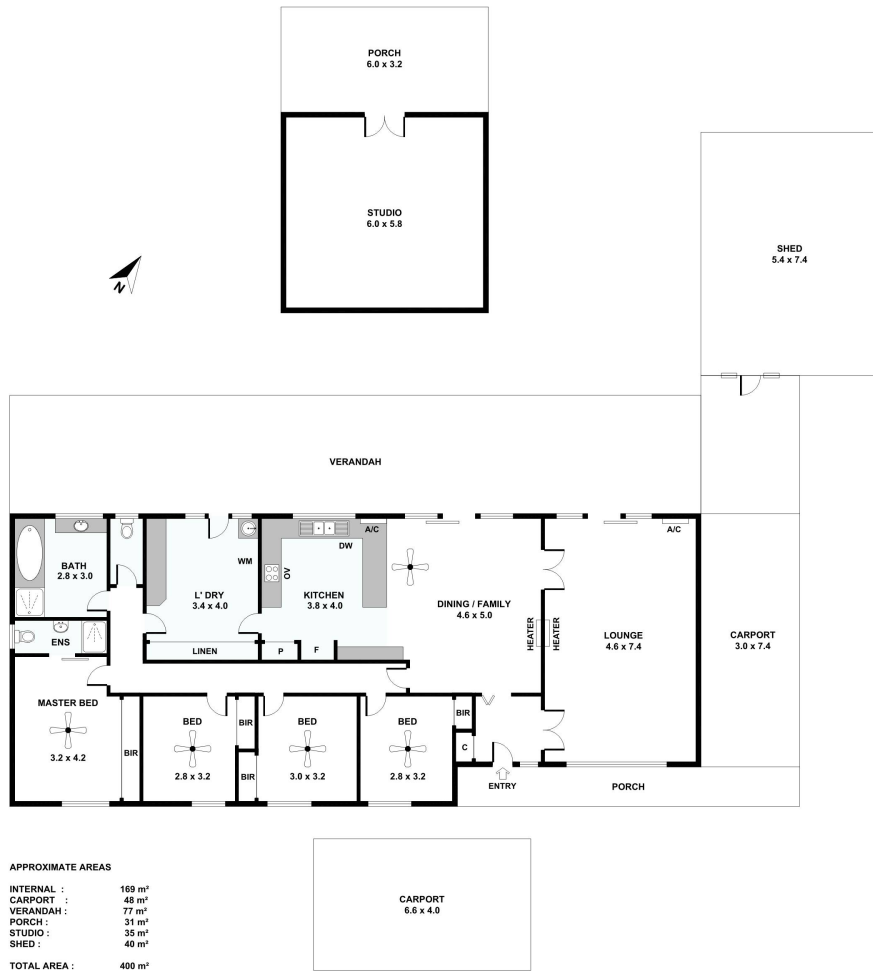 PORCH
6.0 x 3.2
STUDIO
6.0 x 5.8
SHED
5.4 x 7.4
N
VERANDAH
A/C
A/C
BATH
2.8 x 3.0
WM
DW
OV
L' DRY
3.4 x 4.0
KITCHEN
3.8 x 4.0
DINING / FAMILY
4.6 x 5.0
HEATER
HEATER
LOUNGE
4.6 x 7.4
CARPORT
3.0 x 7.4
ENS
LINEN
P
F
MASTER BED
3.2 x 4.2
BIR
BED
2.8 x 3.2
BIR
BIR
BED
3.0 x 3.2
BED
2.8 x 3.2
BIR
C
ENTRY
PORCH
CARPORT
6.6 x 4.0
APPROXIMATE AREAS
INTERNAL : 169 m²
CARPORT : 48 m²
VERANDAH : 77 m²
PORCH : 31 m²
STUDIO : 35 m²
SHED : 40 m²
TOTAL AREA : 400 m²